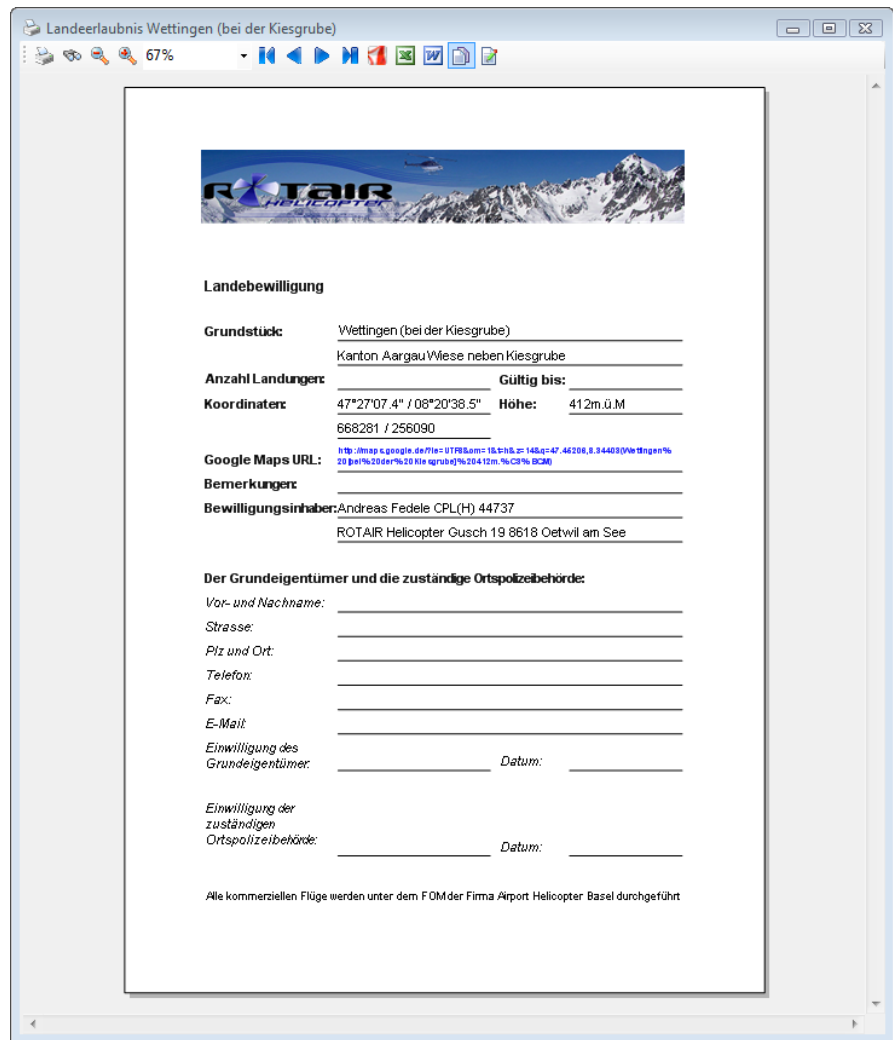 Landeerlaubnis Wettingen (bei der Kiesgrube)
67%
ROTAIR
HELICOPTER
Landebewilligung
Grundstück: Wettingen (bei der Kiesgrube)
Kanton Aargau Wiese neben Kiesgrube
Anzahl Landungen: Gültig bis:
Koordinaten: 47°27'07.4" / 08°20'38.5" Höhe: 412m.ü.M
668281 / 256090
http://maps.google.de/?ie=UTF8&om=1&t=h&z=14&q=47.45206,8.34403(Wettingen%
Google Maps URL: 20[bei%20der%20Kiesgrube]%20412m.%C3%BCM)
Bemerkungen:
Bewilligungsinhaber: Andreas Fedele CPL(H) 44737
ROTAIR Helicopter Gusch 19 8618 Oetwil am See
Der Grundeigentümer und die zuständige Ortspolizeibehörde:
Vor- und Nachname:
Strasse:
Plz und Ort:
Telefon:
Fax:
E-Mail:
Einwilligung des
Grundeigentümer: Datum:
Einwilligung der
zuständigen
Ortspolizeibehörde: Datum:
Alle kommerziellen Flüge werden unter dem FOM der Firma Airport Helicopter Basel durchgeführt